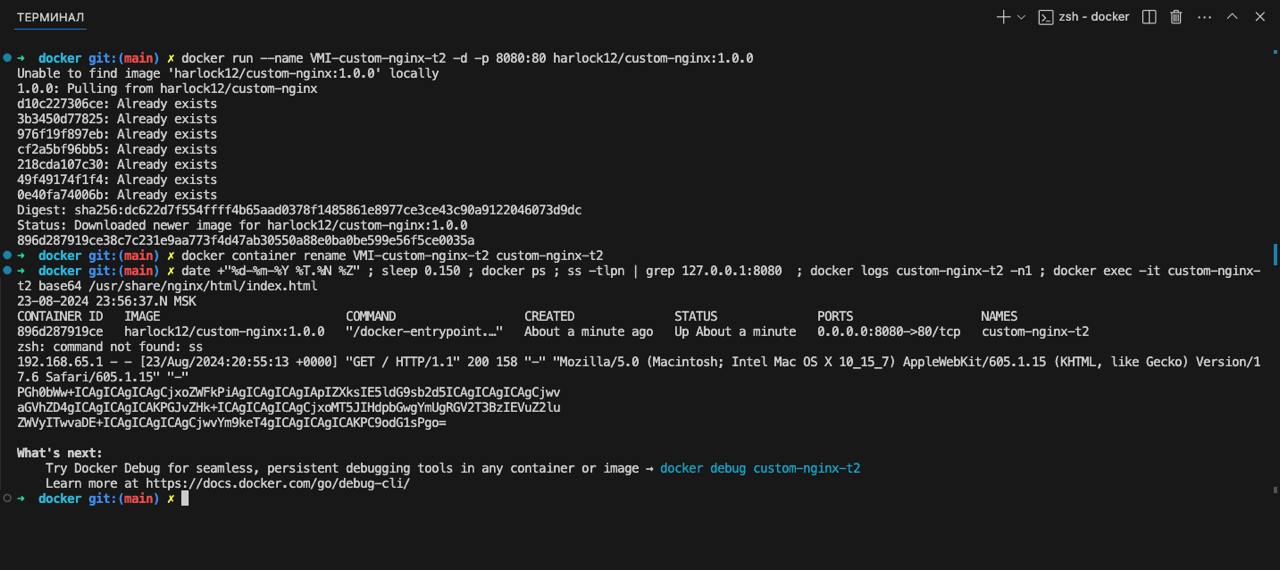 ТЕРМИНАЛ
zsh - docker
➜ docker git:(main) ✗ docker run --name VMI-custom-nginx-t2 -d -p 8080:80 harlock12/custom-nginx:1.0.0
Unable to find image 'harlock12/custom-nginx:1.0.0' locally
1.0.0: Pulling from harlock12/custom-nginx
d10c227306ce: Already exists
3b3450d77825: Already exists
976f19f897eb: Already exists
cf2a5bf96bb5: Already exists
218cda107c30: Already exists
49f49174f1f4: Already exists
0e40fa74006b: Already exists
Digest: sha256:dc622d7f554ffff4b65aad0378f1485861e8977ce3ce43c90a9122046073d9dc
Status: Downloaded newer image for harlock12/custom-nginx:1.0.0
896d287919ce38c7c231e9aa773f4d47ab30550a88e0ba0be599e56f5ce0035a
➜ docker git:(main) ✗ docker container rename VMI-custom-nginx-t2 custom-nginx-t2
➜ docker git:(main) ✗ date +"%d-%m-%Y %T.%N %Z" ; sleep 0.150 ; docker ps ; ss -tlpn | grep 127.0.0.1:8080  ; docker logs custom-nginx-t2 -n1 ; docker exec -it custom-nginx-
t2 base64 /usr/share/nginx/html/index.html
23-08-2024 23:56:37.N MSK
CONTAINER ID   IMAGE                          COMMAND                  CREATED              STATUS              PORTS                  NAMES
896d287919ce   harlock12/custom-nginx:1.0.0   "/docker-entrypoint.…"   About a minute ago   Up About a minute   0.0.0.0:8080->80/tcp   custom-nginx-t2
zsh: command not found: ss
192.168.65.1 - - [23/Aug/2024:20:55:13 +0000] "GET / HTTP/1.1" 200 158 "-" "Mozilla/5.0 (Macintosh; Intel Mac OS X 10_15_7) AppleWebKit/605.1.15 (KHTML, like Gecko) Version/1
7.6 Safari/605.1.15" "-"
PGh0bWw+ICAgICAgICAgCjxoZWFkPiAgICAgICAgIApIZXksIE5ldG9sb2d5ICAgICAgICAgCjwv
aGVhZD4gICAgICAgICAKPGJvZHk+ICAgICAgICAgCjxoMT5JIHdpbGwgYmUgRGV2T3BzIEVuZ2lu
ZWVyITwvaDE+ICAgICAgICAgCjwvYm9keT4gICAgICAgICAKPC9odG1sPgo=
What's next:
Try Docker Debug for seamless, persistent debugging tools in any container or image → docker debug custom-nginx-t2
Learn more at https://docs.docker.com/go/debug-cli/
➜ docker git:(main) ✗